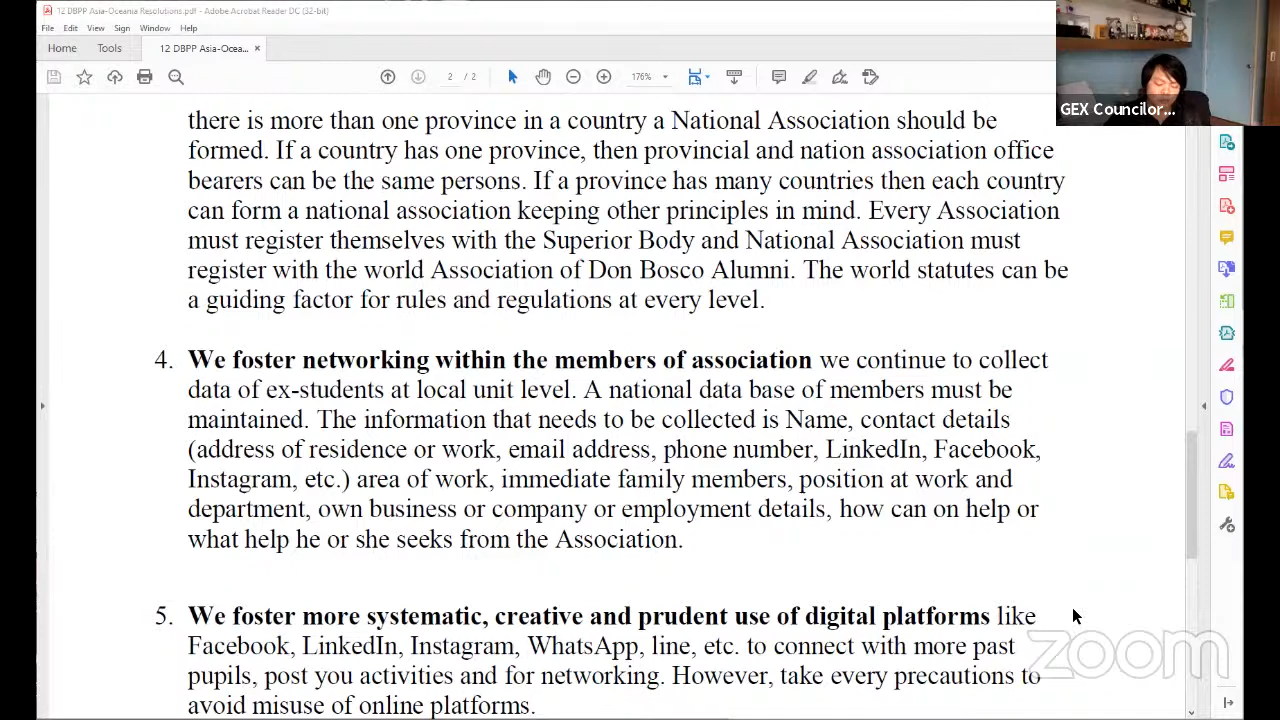 12 DBPP Asia-Oceania Resolutions.pdf - Adobe Acrobat Reader DC (32-bit)
File Edit View Sign Window Help
Home Tools 12 DBPP Asia-Ocea... ×
2 / 2 176%
GEX Councilor...
there is more than one province in a country a National Association should be
formed. If a country has one province, then provincial and nation association office
bearers can be the same persons. If a province has many countries then each country
can form a national association keeping other principles in mind. Every Association
must register themselves with the Superior Body and National Association must
register with the world Association of Don Bosco Alumni. The world statutes can be
a guiding factor for rules and regulations at every level.
4. We foster networking within the members of association we continue to collect
data of ex-students at local unit level. A national data base of members must be
maintained. The information that needs to be collected is Name, contact details
(address of residence or work, email address, phone number, LinkedIn, Facebook,
Instagram, etc.) area of work, immediate family members, position at work and
department, own business or company or employment details, how can on help or
what help he or she seeks from the Association.
5. We foster more systematic, creative and prudent use of digital platforms like
Facebook, LinkedIn, Instagram, WhatsApp, line, etc. to connect with more past
pupils, post you activities and for networking. However, take every precautions to
avoid misuse of online platforms.
zoom